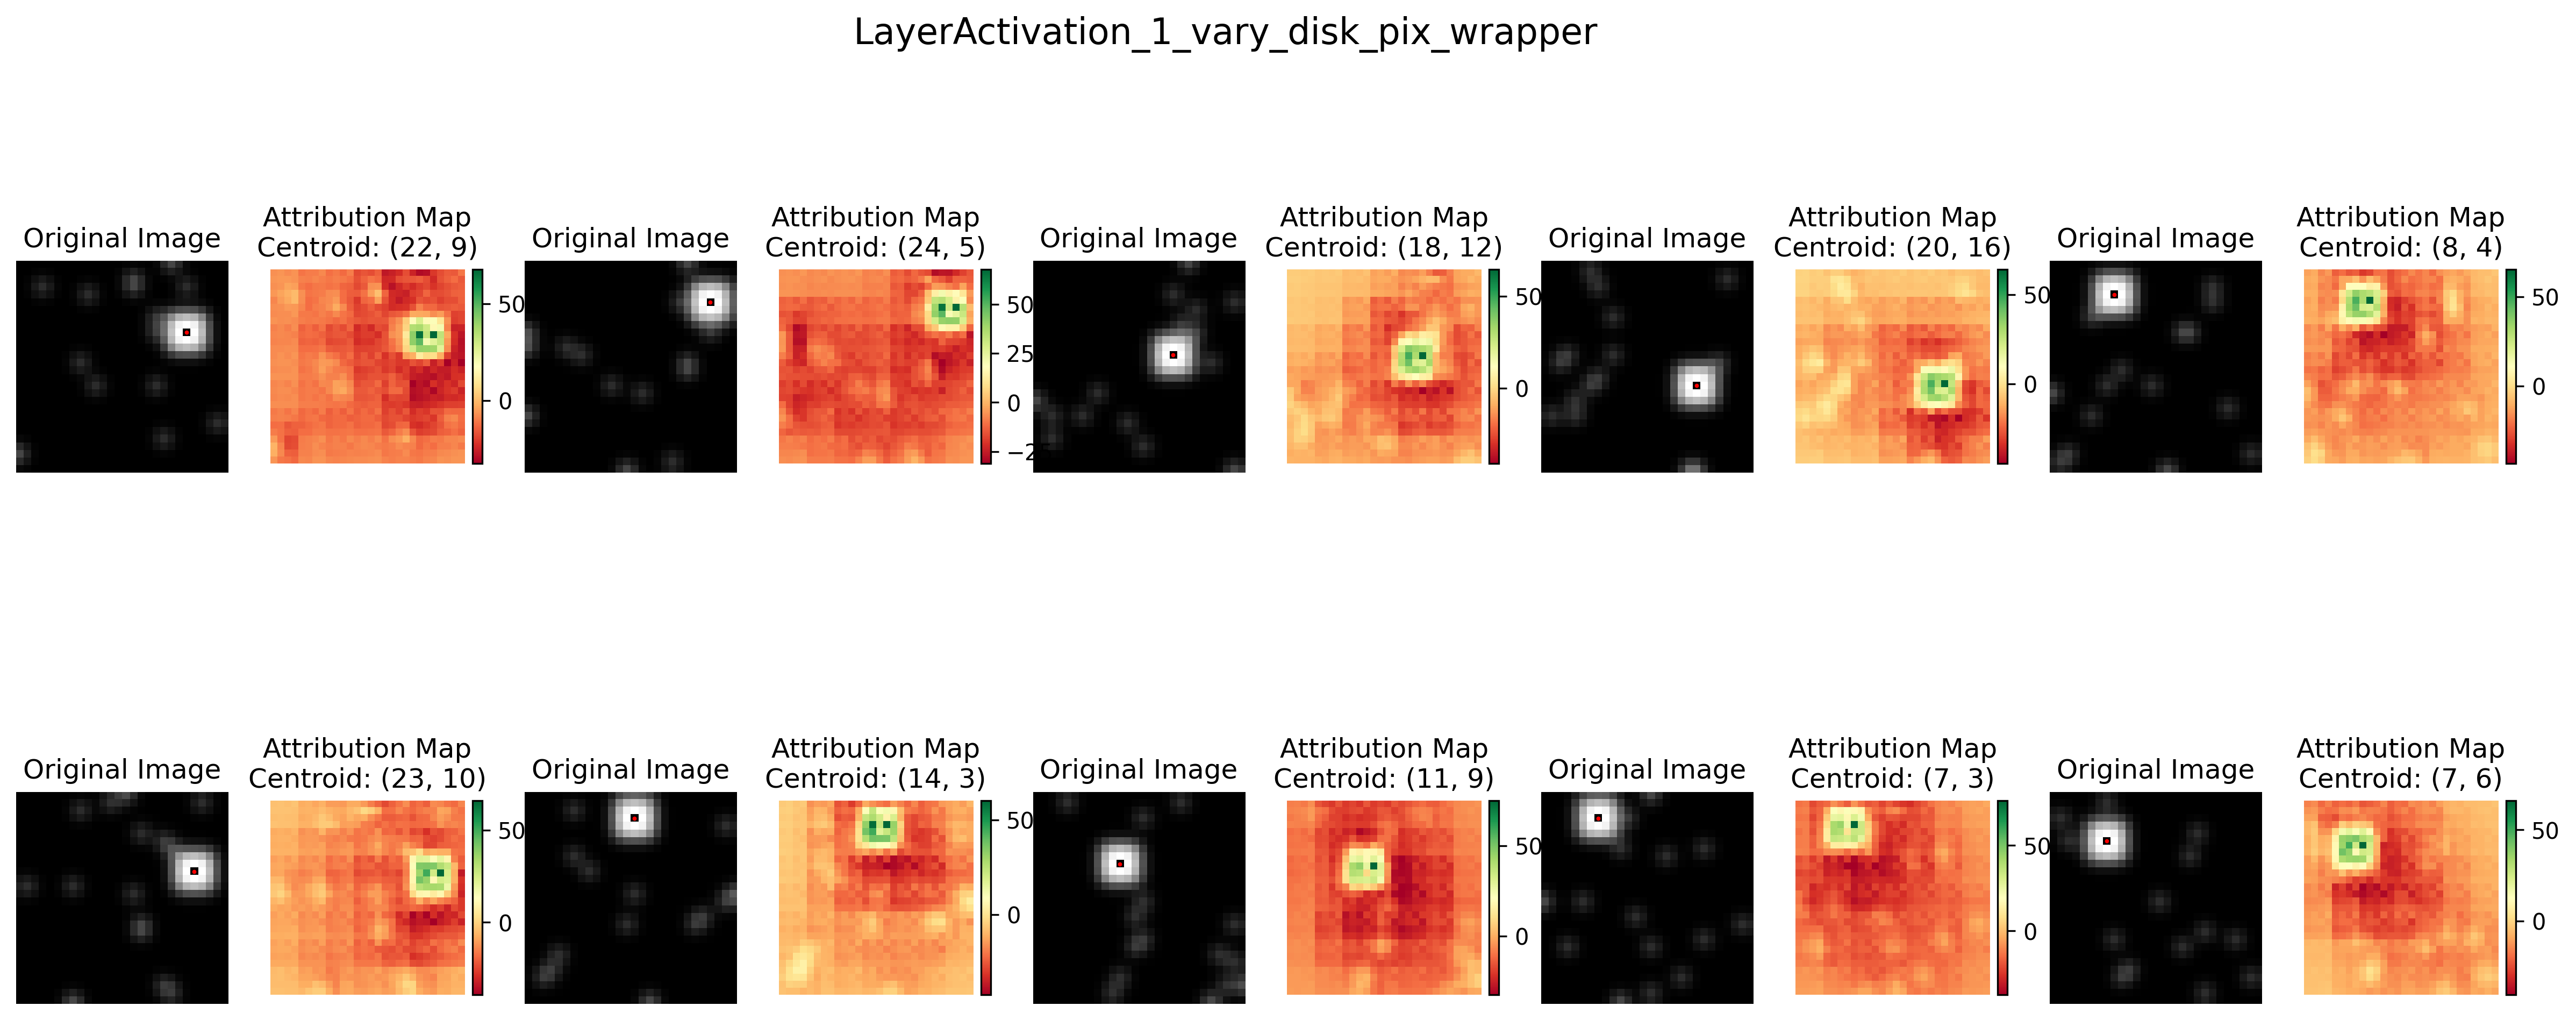 LayerActivation_1_vary_disk_pix_wrapper
Original Image
Attribution Map
Centroid: (22, 9)
50
0
Original Image
Attribution Map
Centroid: (24, 5)
50
25
0
Original Image
Attribution Map
Centroid: (18, 12)
50
0
Original Image
Attribution Map
Centroid: (20, 16)
50
0
Original Image
Attribution Map
Centroid: (8, 4)
50
0
Original Image
Attribution Map
Centroid: (23, 10)
50
0
Original Image
Attribution Map
Centroid: (14, 3)
50
0
Original Image
Attribution Map
Centroid: (11, 9)
50
0
Original Image
Attribution Map
Centroid: (7, 3)
50
0
Original Image
Attribution Map
Centroid: (7, 6)
50
0